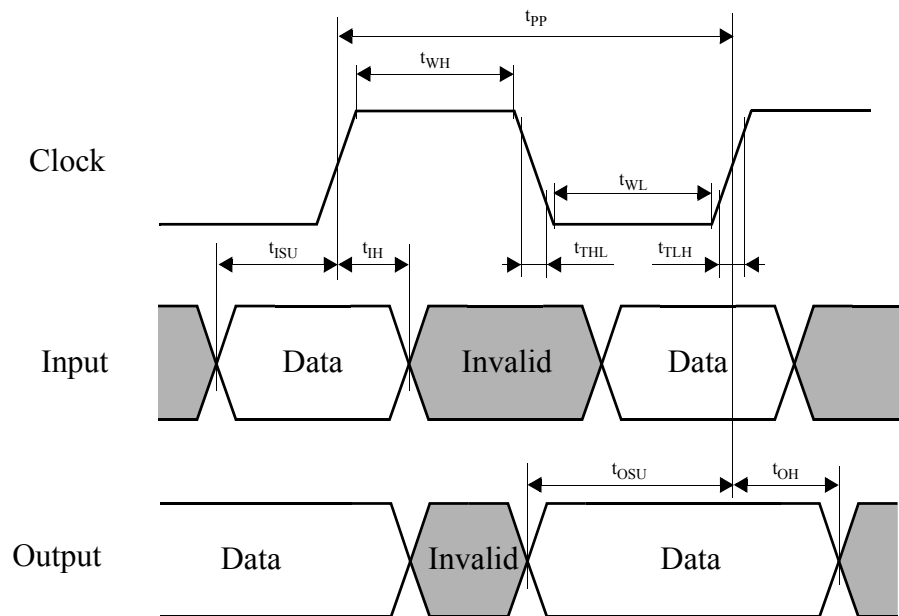 tPP
tWH
Clock
tWL
tISU
tIH
tTHL
tTLH
Input
Data
Invalid
Data
tOSU
tOH
Output
Data
Invalid
Data